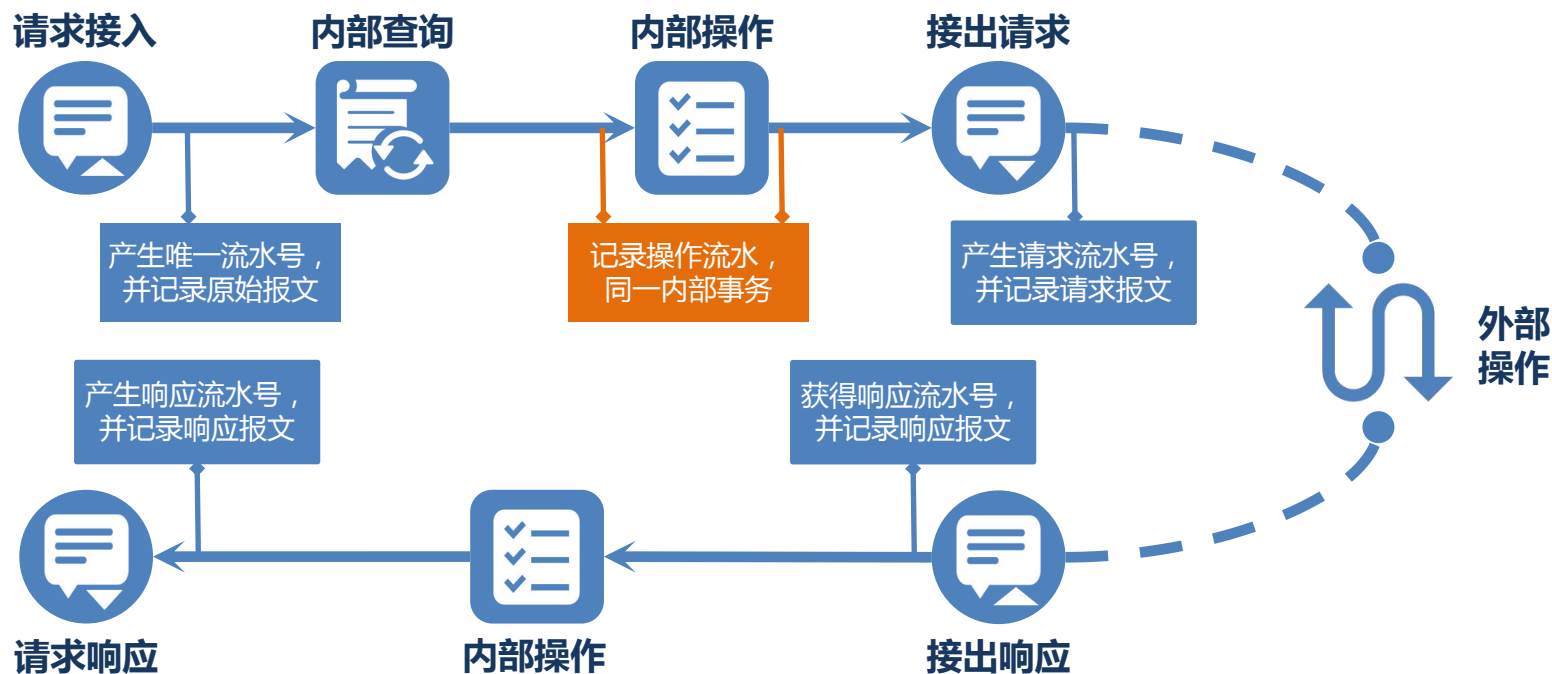 请求接入
内部查询
内部操作
接出请求
产生唯一流水号，
并记录原始报文
记录操作流水，
同一内部事务
产生请求流水号，
并记录请求报文
外部
操作
产生响应流水号，
并记录响应报文
获得响应流水号，
并记录响应报文
请求响应
内部操作
接出响应